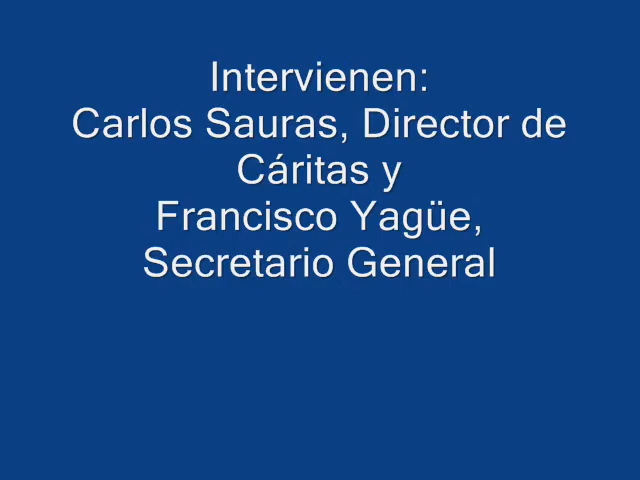 Intervienen:
Carlos Sauras, Director de
Cáritas y
Francisco Yagüe,
Secretario General